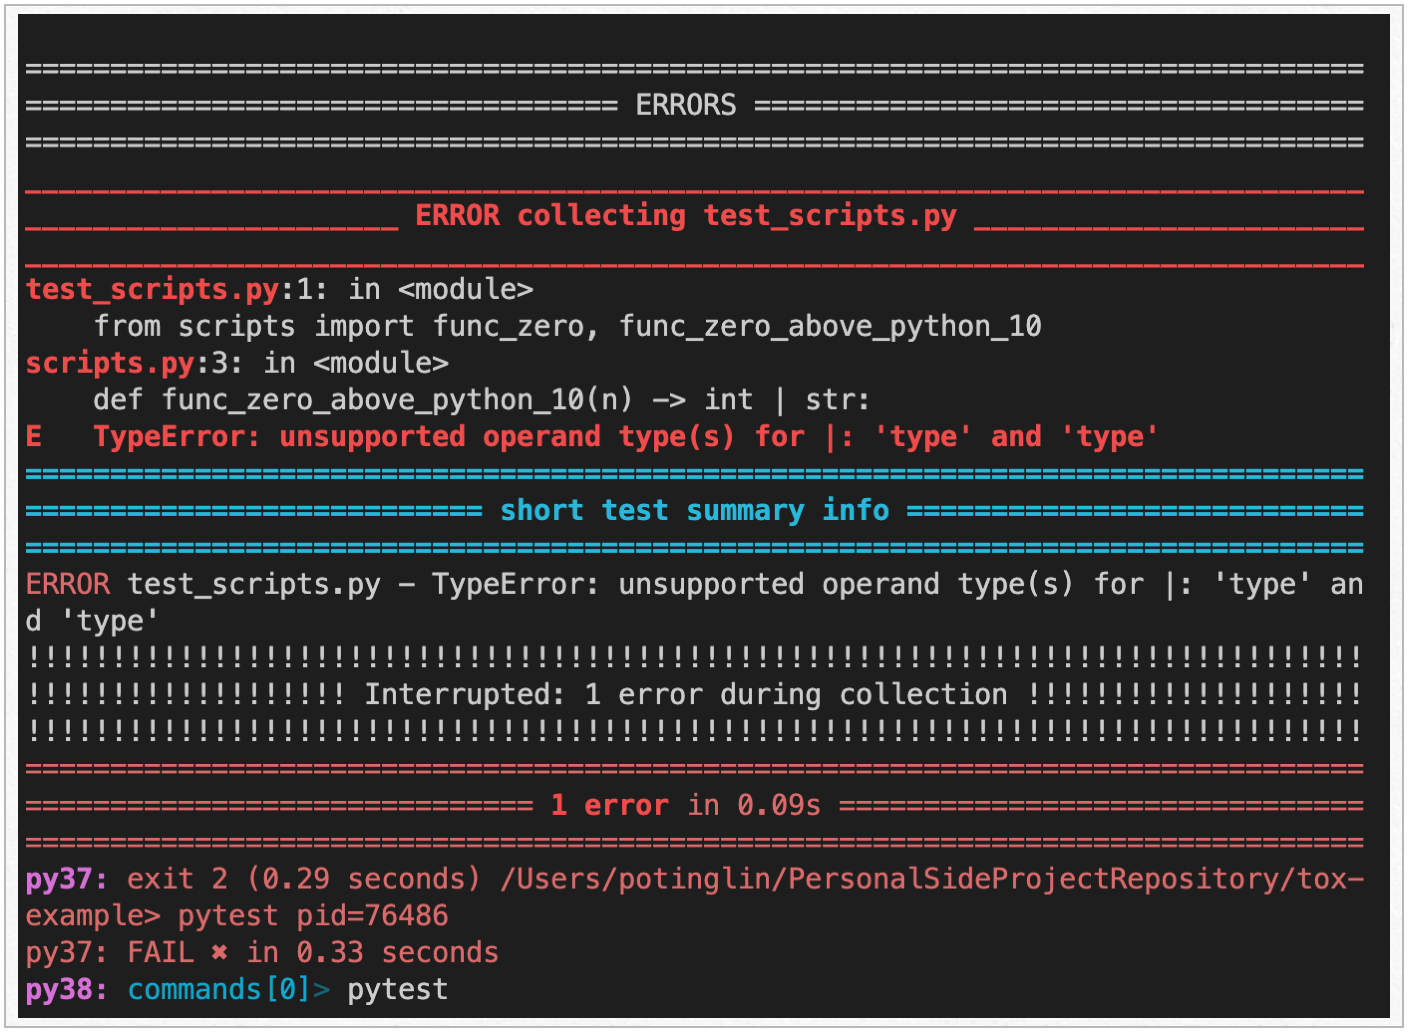 ===============================================================================
=================================== ERRORS ====================================
===============================================================================
_______________________________________________________________________________
______________________ ERROR collecting test_scripts.py _______________________
_______________________________________________________________________________
test_scripts.py:1: in <module>
    from scripts import func_zero, func_zero_above_python_10
scripts.py:3: in <module>
    def func_zero_above_python_10(n) -> int | str:
E   TypeError: unsupported operand type(s) for |: 'type' and 'type'
===============================================================================
=========================== short test summary info ===========================
===============================================================================
ERROR test_scripts.py - TypeError: unsupported operand type(s) for |: 'type' an
d 'type'
!!!!!!!!!!!!!!!!!!!!!!!!!!!!!!!!!!!!!!!!!!!!!!!!!!!!!!!!!!!!!!!!!!!!!!!!!!!!!!!
!!!!!!!!!!!!!!!!!!! Interrupted: 1 error during collection !!!!!!!!!!!!!!!!!!!!
!!!!!!!!!!!!!!!!!!!!!!!!!!!!!!!!!!!!!!!!!!!!!!!!!!!!!!!!!!!!!!!!!!!!!!!!!!!!!!!
===============================================================================
============================== 1 error in 0.09s ===============================
===============================================================================
py37: exit 2 (0.29 seconds) /Users/potinglin/PersonalSideProjectRepository/tox-
example> pytest pid=76486
py37: FAIL ✖ in 0.33 seconds
py38: commands[0]> pytest